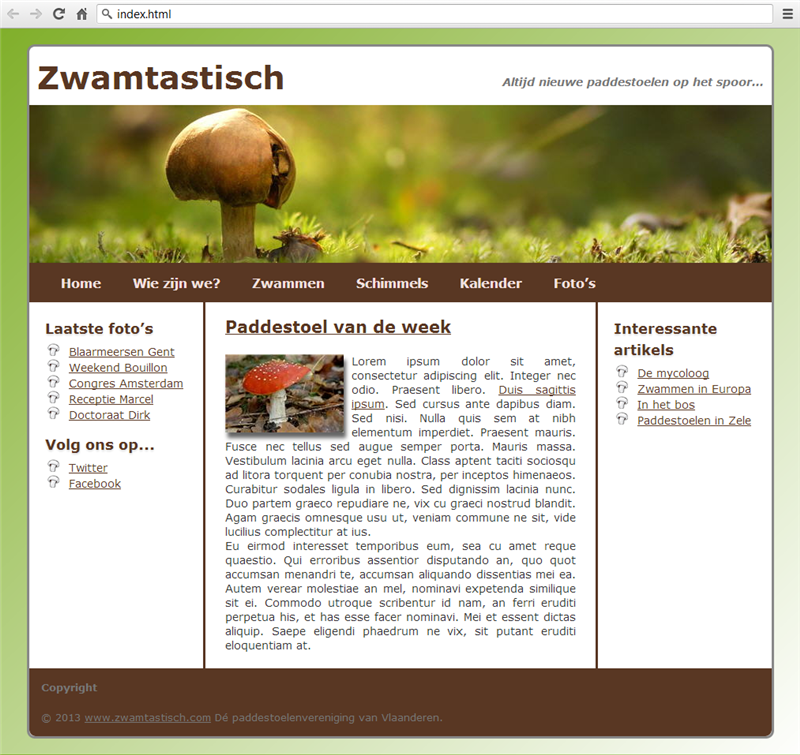 index.html
Zwamtastisch
Altijd nieuwe paddestoelen op het spoor...
Home Wie zijn we? Zwammen Schimmels Kalender Foto's
Laatste foto's
Blaarmeersen Gent
Weekend Bouillon
Congres Amsterdam
Receptie Marcel
Doctoraat Dirk
Volg ons op...
Twitter
Facebook
Paddestoel van de week
Lorem ipsum dolor sit amet,
consectetur adipiscing elit. Integer nec
odio. Praesent libero. Duis sagittis
ipsum. Sed cursus ante dapibus diam.
Sed nisi. Nulla quis sem at nibh
elementum imperdiet. Praesent mauris.
Fusce nec tellus sed augue semper porta. Mauris massa.
Vestibulum lacinia arcu eget nulla. Class aptent taciti sociosqu
ad litora torquent per conubia nostra, per inceptos himenaeos.
Curabitur sodales ligula in libero. Sed dignissim lacinia nunc.
Duo partem graeco repudiare ne, vix cu graeci nostrud blandit.
Agam graecis omnesque usu ut, veniam commune ne sit, vide
lucilius complectitur at ius.
Eu eirmod interesset temporibus eum, sea cu amet reque
quaestio. Qui erroribus assentior disputando an, quo quot
accumsan menandri te, accumsan aliquando dissentias mei ea.
Autem verear molestiae an mel, nominavi expetenda similique
sit ei. Commodo utroque scribentur id nam, an ferri eruditi
perpetua his, et has esse facer nominavi. Mei et essent dictas
aliquip. Saepe eligendi phaedrum ne vix, sit putant eruditi
eloquentiam at.
Interessante
artikels
De mycoloog
Zwammen in Europa
In het bos
Paddestoelen in Zele
Copyright
© 2013 www.zwamtastisch.com Dé paddestoelenvereniging van Vlaanderen.